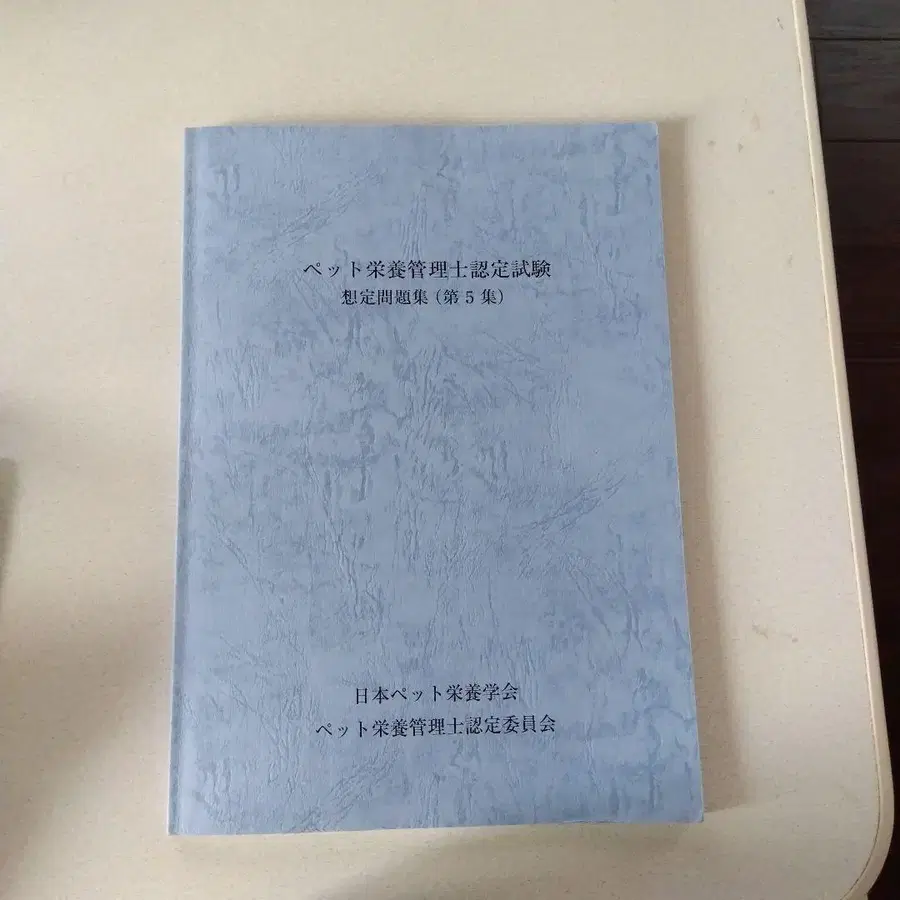 ペット栄養管理士認定試験
想定問題集（第 5 集）
日本ペット栄養学会
ペット栄養管理士認定委員会